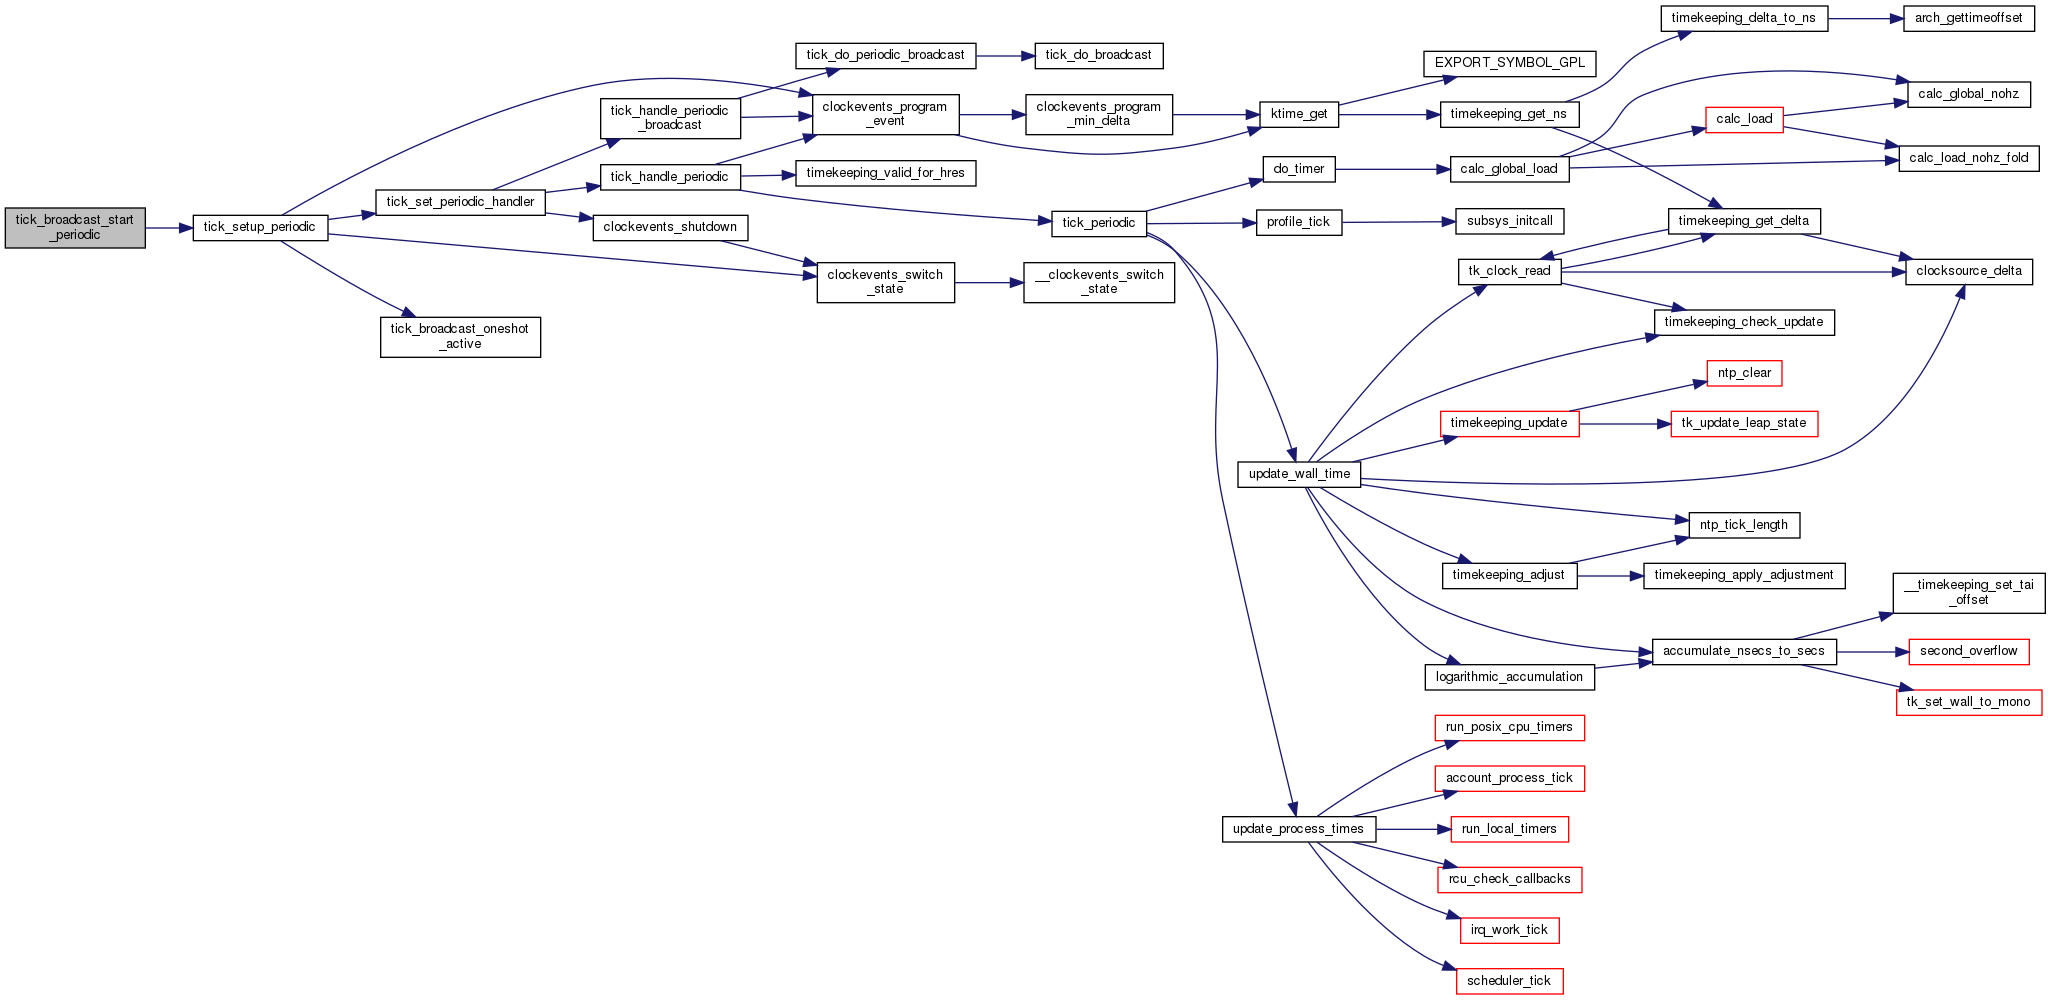 tick_broadcast_start
_periodic
tick_setup_periodic
tick_broadcast_oneshot
_active
tick_set_periodic_handler
tick_handle_periodic
_broadcast
tick_handle_periodic
clockevents_shutdown
tick_do_periodic_broadcast
clockevents_program
_event
timekeeping_valid_for_hres
clockevents_switch
_state
tick_do_broadcast
clockevents_program
_min_delta
tick_periodic
__clockevents_switch
_state
ktime_get
do_timer
profile_tick
update_wall_time
update_process_times
EXPORT_SYMBOL_GPL
timekeeping_get_ns
calc_global_load
subsys_initcall
tk_clock_read
timekeeping_update
timekeeping_adjust
logarithmic_accumulation
run_posix_cpu_timers
account_process_tick
run_local_timers
rcu_check_callbacks
irq_work_tick
scheduler_tick
timekeeping_delta_to_ns
calc_load
timekeeping_get_delta
timekeeping_check_update
ntp_clear
tk_update_leap_state
ntp_tick_length
timekeeping_apply_adjustment
accumulate_nsecs_to_secs
arch_gettimeoffset
calc_global_nohz
calc_load_nohz_fold
clocksource_delta
__timekeeping_set_tai
_offset
second_overflow
tk_set_wall_to_mono